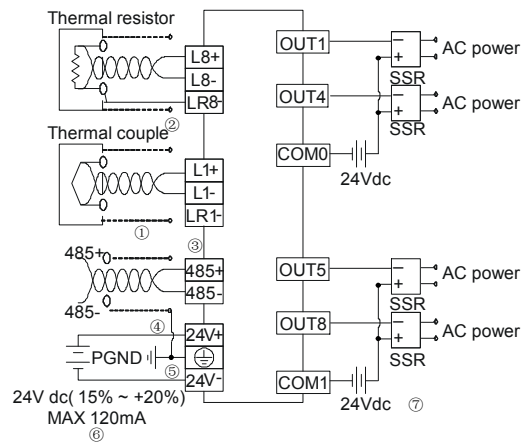 Thermal resistor
L8+
L8-
LR8-
②
Thermal couple
L1+
L1-
LR1-
①
③
485+
485-
485+
485-
④
24V+
PGND
⑤
24V-
24V dc( 15% ~ +20%)
MAX 120mA
⑥
OUT1
−
+
SSR
AC power
OUT4
−
+
SSR
AC power
COM0
24Vdc
OUT5
−
+
SSR
AC power
OUT8
−
+
SSR
AC power
COM1
24Vdc
⑦